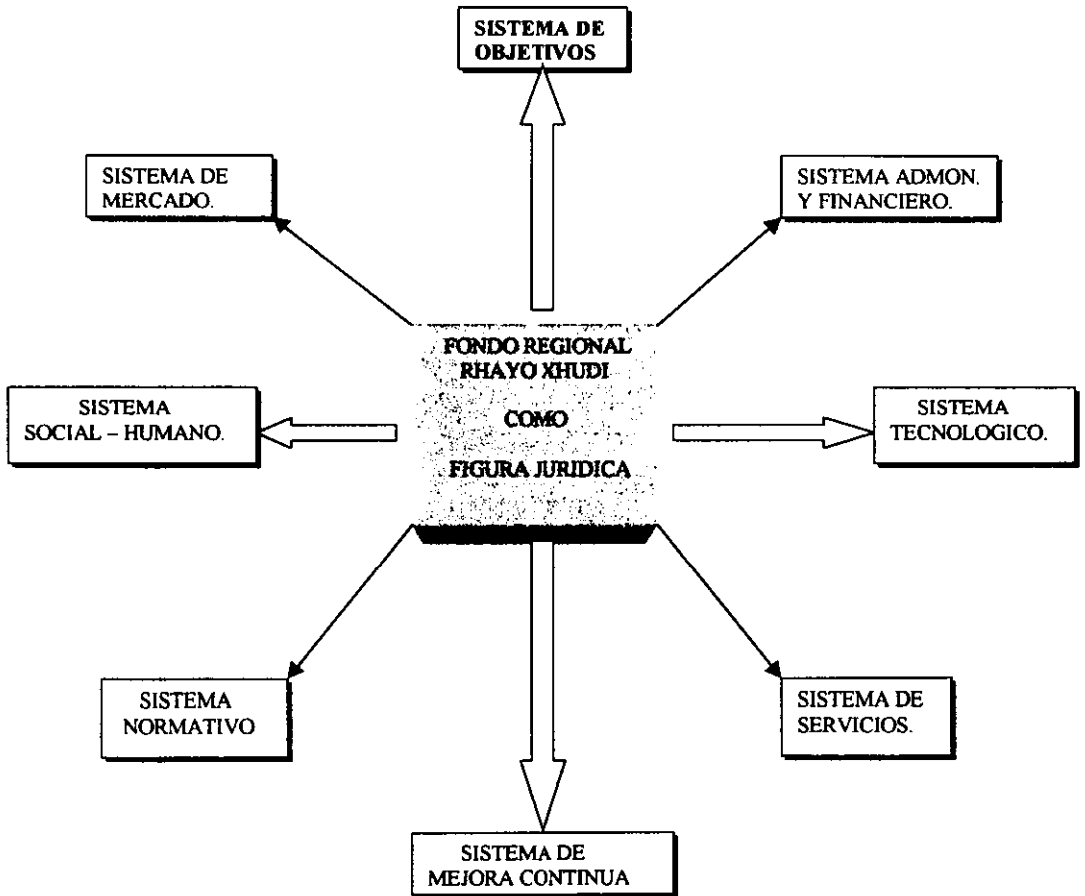 SISTEMA DE
OBJETIVOS
SISTEMA DE
MERCADO.
SISTEMA ADMON.
Y FINANCIERO.
FONDO REGIONAL
RHAYO XHUDI
COMO
FIGURA JURIDICA
SISTEMA
SOCIAL – HUMANO.
SISTEMA
TECNOLOGICO.
SISTEMA
NORMATIVO
SISTEMA DE
SERVICIOS.
SISTEMA DE
MEJORA CONTINUA